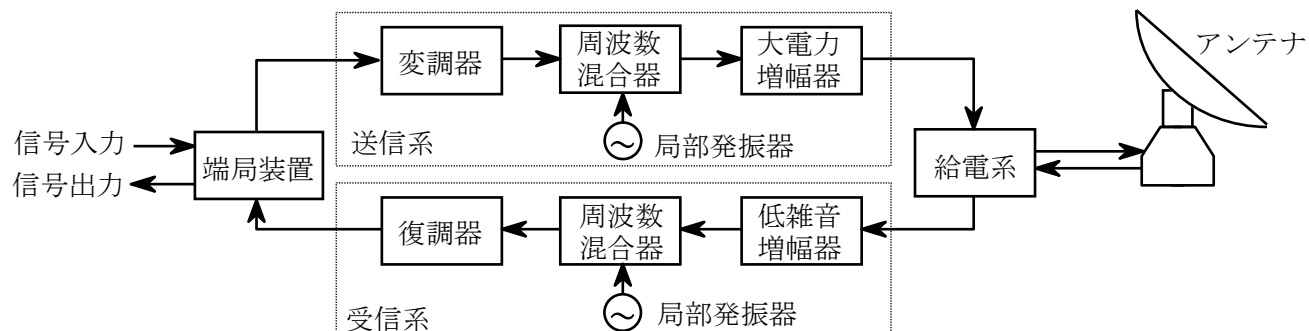 変調器
周波数
混合器
大電力
増幅器
アンテナ
送信系
局部発振器
信号入力
信号出力
端局装置
給電系
復調器
周波数
混合器
低雑音
増幅器
受信系
局部発振器